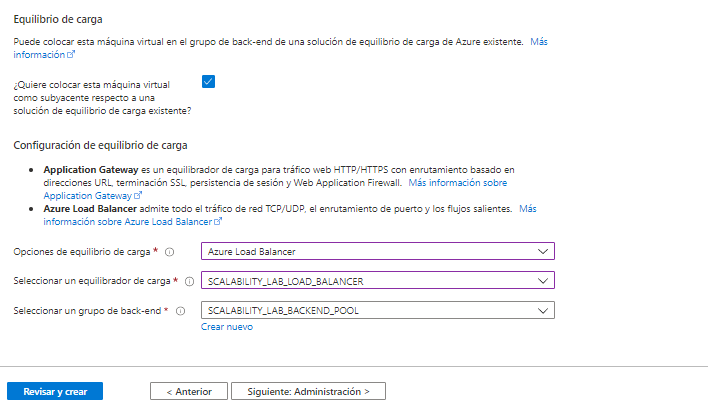 Equilibrio de carga
Puede colocar esta máquina virtual en el grupo de back-end de una solución de equilibrio de carga de Azure existente. Más
información
¿Quiere colocar esta máquina virtual
como subyacente respecto a una
solución de equilibrio de carga existente?
Configuración de equilibrio de carga
• Application Gateway es un equilibrador de carga para tráfico web HTTP/HTTPS con enrutamiento basado en
direcciones URL, terminación SSL, persistencia de sesión y Web Application Firewall. Más información sobre
Application Gateway
• Azure Load Balancer admite todo el tráfico de red TCP/UDP, el enrutamiento de puerto y los flujos salientes. Más
información sobre Azure Load Balancer
Opciones de equilibrio de carga * Azure Load Balancer
Seleccionar un equilibrador de carga * SCALABILITY_LAB_LOAD_BALANCER
Seleccionar un grupo de back-end * SCALABILITY_LAB_BACKEND_POOL
Crear nuevo
Revisar y crear < Anterior Siguiente: Administración >